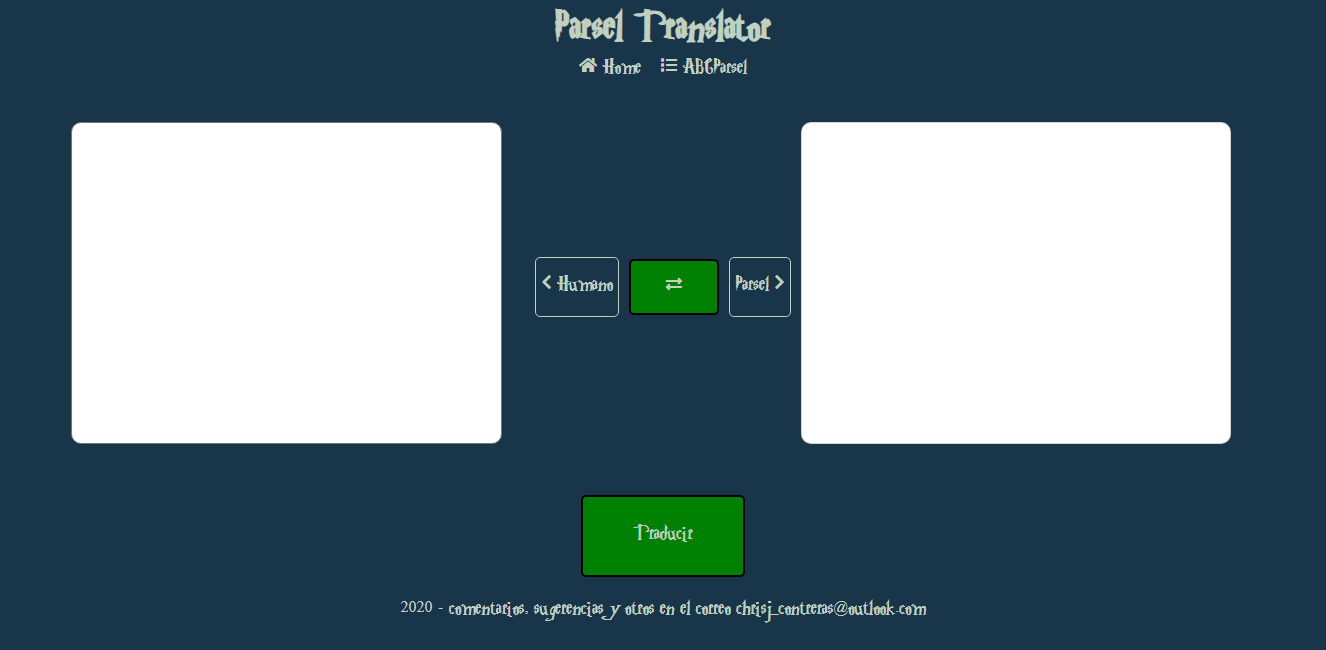 Parsel Translator
Home ABCParsel
Humano Parsel
Traducir
2020 - comentarios, sugerencias y otros en el correo chrisj_contreras@outlook.com